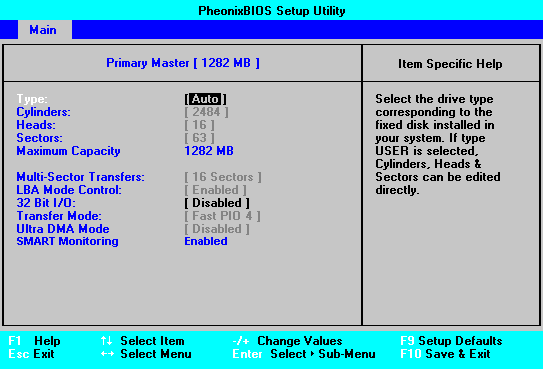 PheonixBIOS Setup Utility
Main
Primary Master [ 1282 MB ]
Item Specific Help
Type: [ Auto ]
Cylinders: [ 2484 ]
Heads: [ 16 ]
Sectors: [ 63 ]
Maximum Capacity 1282 MB
Multi-Sector Transfers: [ 16 Sectors ]
LBA Mode Control: [ Enabled ]
32 Bit I/O: [ Disabled ]
Transfer Mode: [ Fast PIO 4 ]
Ultra DMA Mode [ Disabled ]
SMART Monitoring Enabled
Select the drive type
corresponding to the
fixed disk installed in
your system. If type
USER is selected,
Cylinders, Heads &
Sectors can be edited
directly.
F1 Help ↑↓ Select Item -/+ Change Values F9 Setup Defaults
Esc Exit ←→ Select Menu Enter Select ▸ Sub-Menu F10 Save & Exit